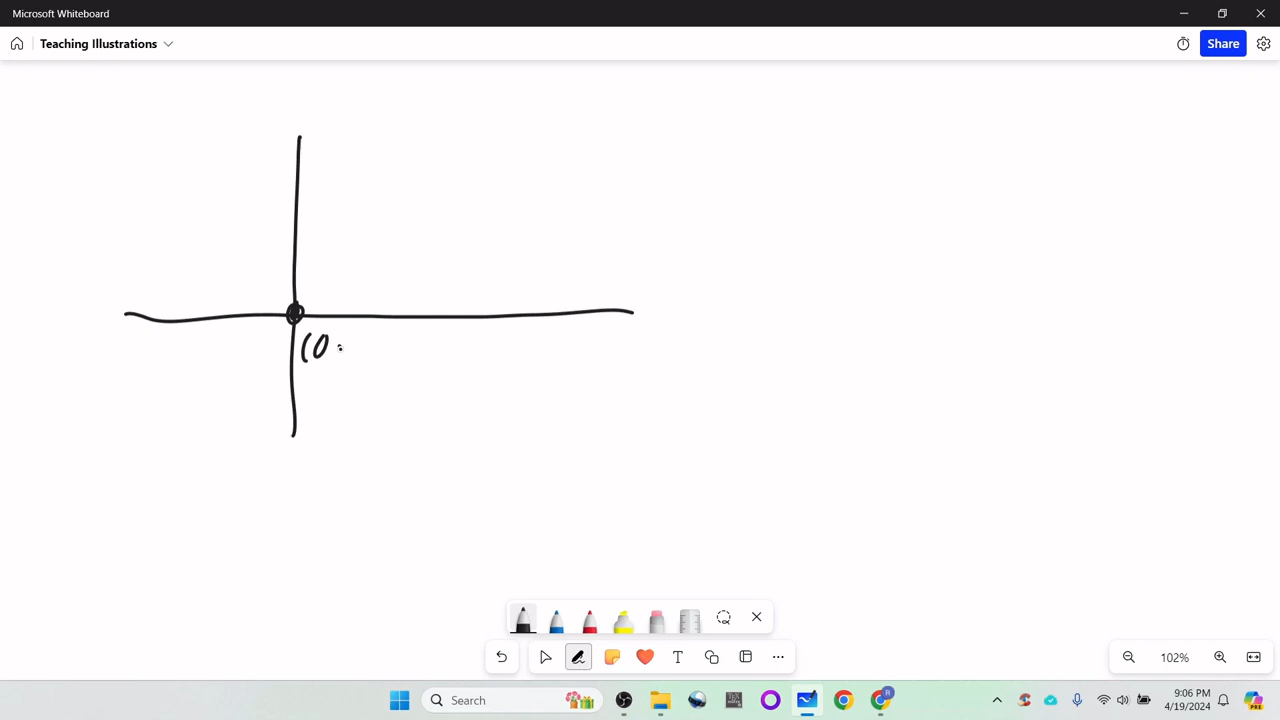 Microsoft Whiteboard
Teaching Illustrations
Share
(0
102%
Search
9:06 PM
4/19/2024